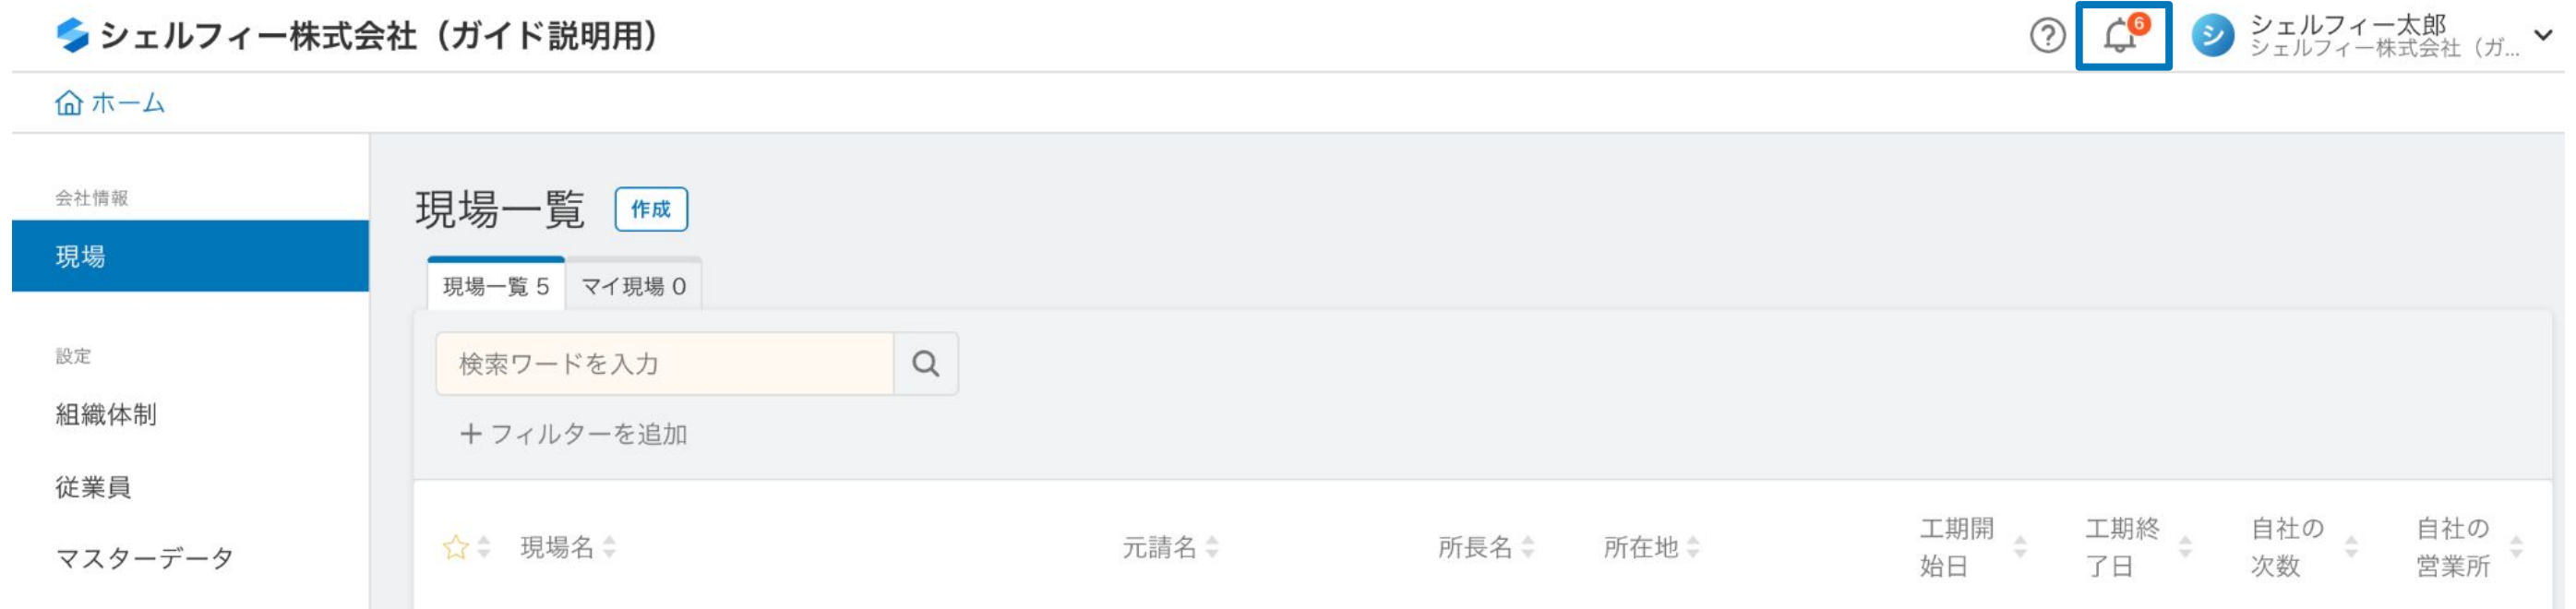 シェルフィー株式会社（ガイド説明用）
6
シ
シェルフィー太郎
シェルフィー株式会社（ガ...
ホーム
会社情報
現場
設定
組織体制
従業員
マスターデータ
現場一覧 作成
現場一覧 5 マイ現場 0
検索ワードを入力
＋フィルターを追加
現場名 元請名 所長名 所在地 工期開始日 工期終了日 自社の次数 自社の営業所